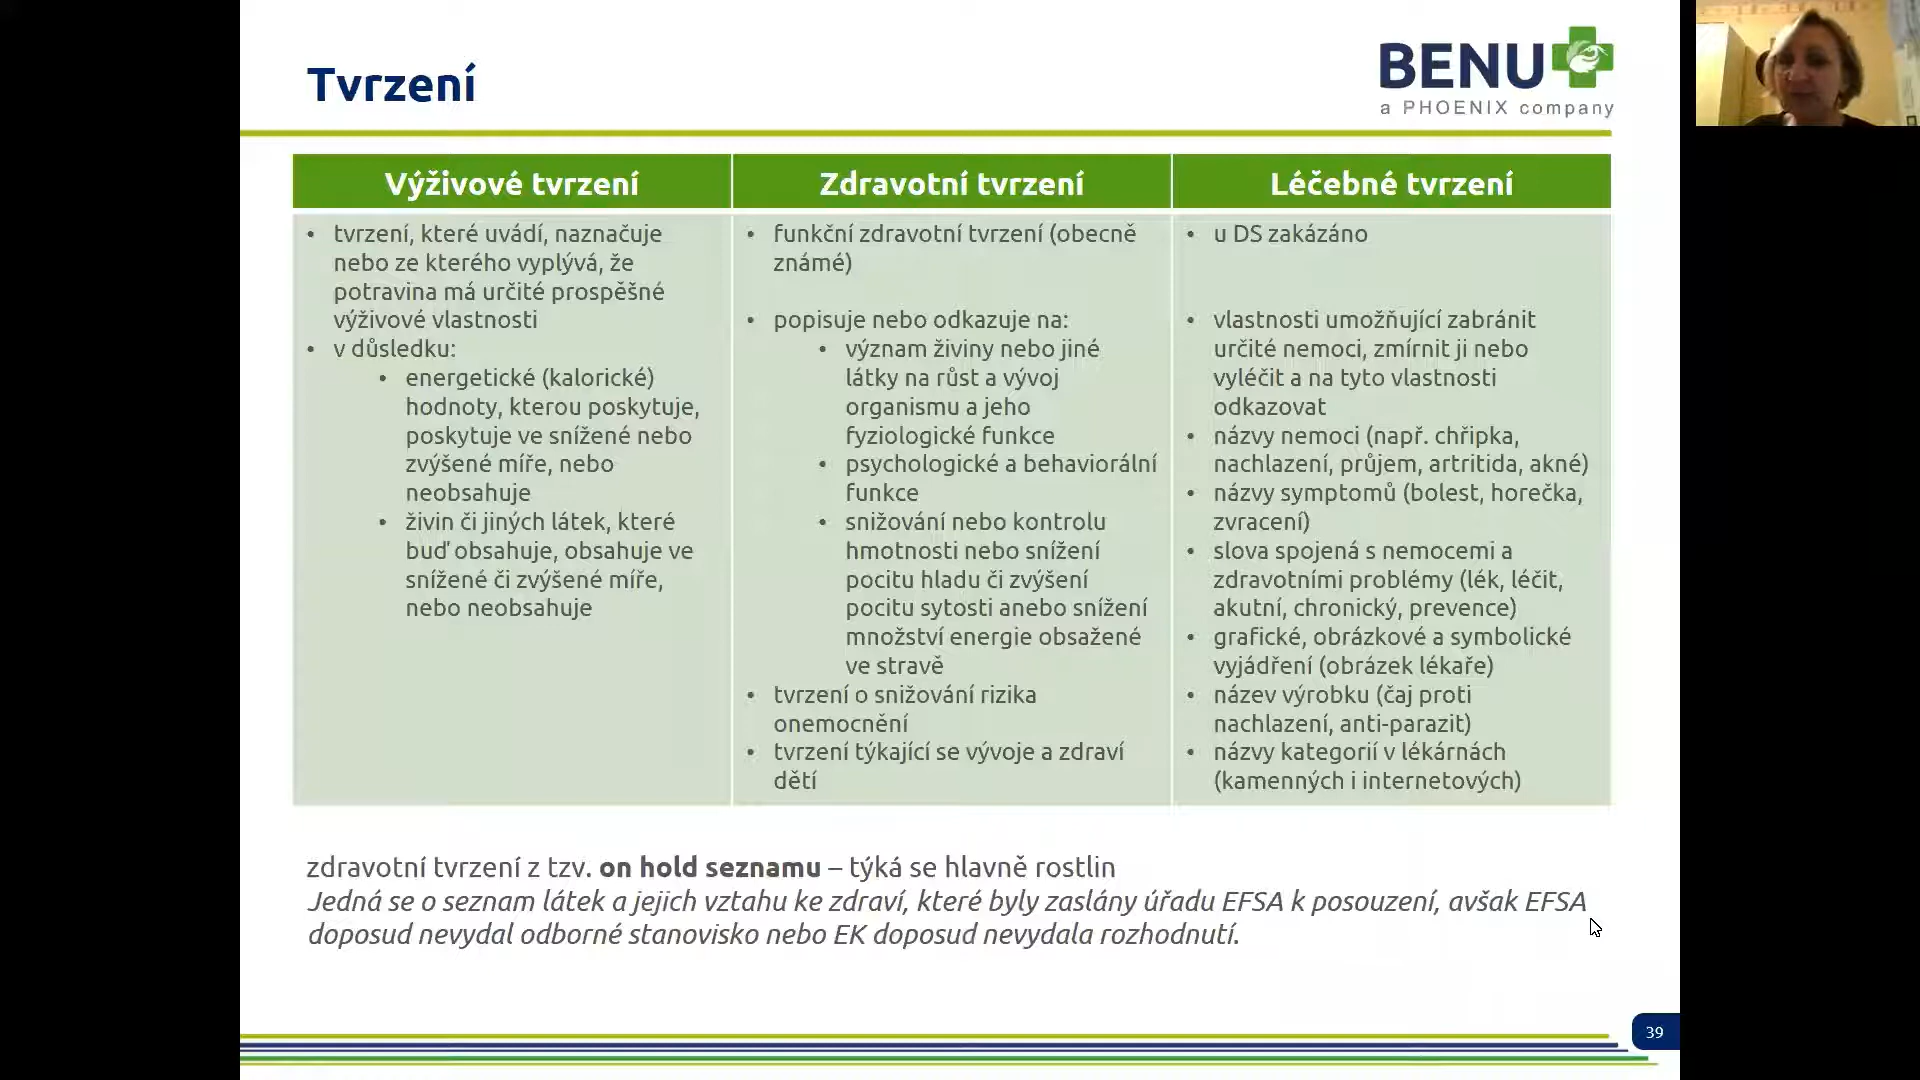 Tvrzení
BENU
a PHOENIX company
Výživové tvrzení
• tvrzení, které uvádí, naznačuje
nebo ze kterého vyplývá, že
potravina má určité prospěšné
výživové vlastnosti
• v důsledku:
• energetické (kalorické)
hodnoty, kterou poskytuje,
poskytuje ve snížené nebo
zvýšené míře, nebo
neobsahuje
• živin či jiných látek, které
buď obsahuje, obsahuje ve
snížené či zvýšené míře,
nebo neobsahuje
Zdravotní tvrzení
• funkční zdravotní tvrzení (obecně
známé)
• popisuje nebo odkazuje na:
• význam živiny nebo jiné
látky na růst a vývoj
organismu a jeho
fyziologické funkce
• psychologické a behaviorální
funkce
• snižování nebo kontrolu
hmotnosti nebo snížení
pocitu hladu či zvýšení
pocitu sytosti anebo snížení
množství energie obsažené
ve stravě
• tvrzení o snižování rizika
onemocnění
• tvrzení týkající se vývoje a zdraví
dětí
Léčebné tvrzení
• u DS zakázáno
• vlastnosti umožňující zabránit
určité nemoci, zmírnit ji nebo
vyléčit a na tyto vlastnosti
odkazovat
• názvy nemoci (např. chřipka,
nachlazení, průjem, artritida, akné)
• názvy symptomů (bolest, horečka,
zvracení)
• slova spojená s nemocemi a
zdravotními problémy (lék, léčit,
akutní, chronický, prevence)
• grafické, obrázkové a symbolické
vyjádření (obrázek lékaře)
• název výrobku (čaj proti
nachlazení, anti-parazit)
• názvy kategorií v lékárnách
(kamenných i internetových)
zdravotní tvrzení z tzv. on hold seznamu – týká se hlavně rostlin
Jedná se o seznam látek a jejich vztahu ke zdraví, které byly zaslány úřadu EFSA k posouzení, avšak EFSA
doposud nevydal odborné stanovisko nebo EK doposud nevydala rozhodnutí.
39